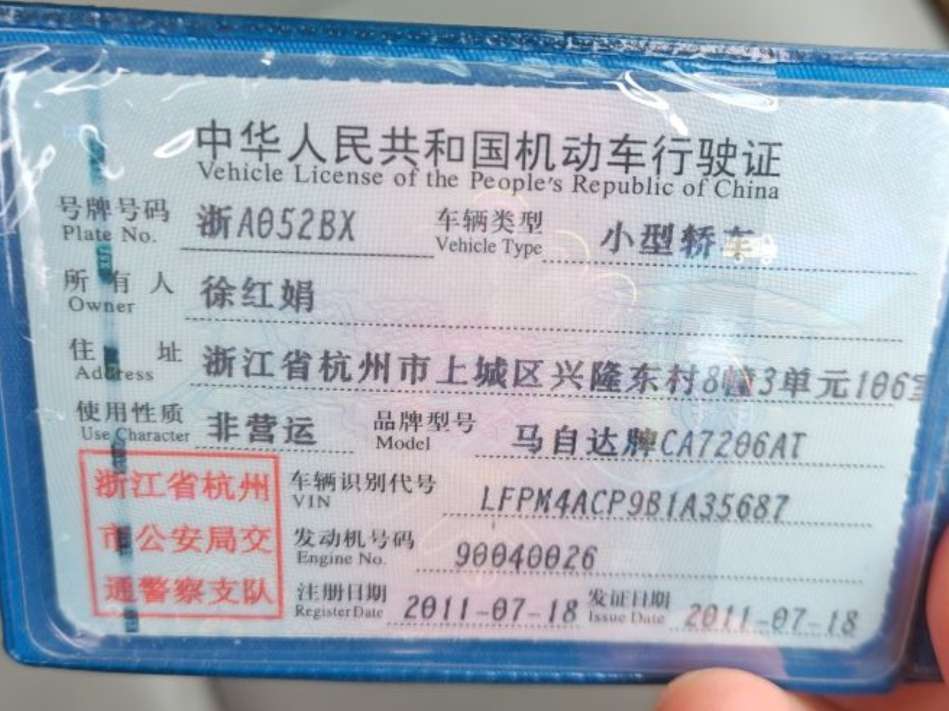 中华人民共和国机动车行驶证
Vehicle License of the People's Republic of China
号牌号码 浙A052BX 车辆类型 小型轿车
Plate No. Vehicle Type
所有人 徐红娟
Owner
住址 浙江省杭州市上城区兴隆东村8幢3单元106室
Address
使用性质 非营运 品牌型号 马自达牌CA7206AT
Use Character Model
浙江省杭州
市公安局交
通警察支队
车辆识别代号 LFPM4ACP9B1A35687
VIN
发动机号码 90040026
Engine No.
注册日期 2011-07-18 发证日期 2011-07-18
Register Date Issue Date